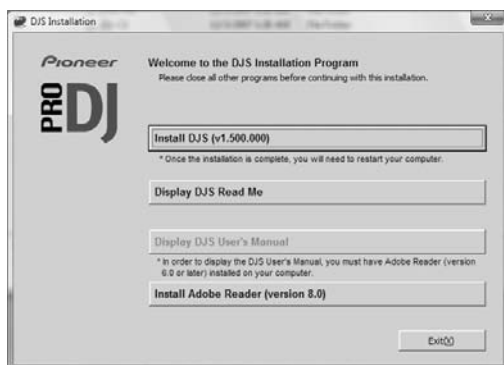 DJS Installation
Pioneer
PRO
DJ
Welcome to the DJS Installation Program
Please close all other programs before continuing with this installation.
Install DJS (v1.500.000)
* Once the installation is complete, you will need to restart your computer.
Display DJS Read Me
Display DJS User's Manual
* In order to display the DJS User's Manual, you must have Adobe Reader (version
6.0 or later) installed on your computer.
Install Adobe Reader (version 8.0)
Exit(X)